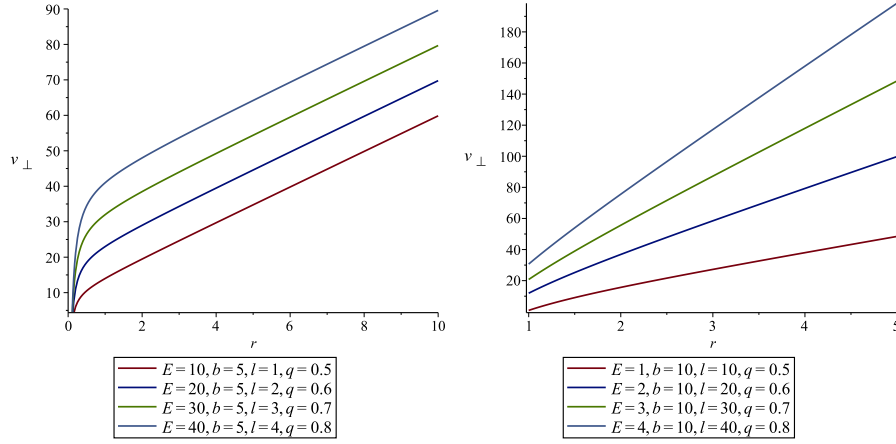 90
80
70
60
50
40
30
20
10
v⊥
0 2 4 6 8 10
r
E = 10, b = 5, l = 1, q = 0.5
E = 20, b = 5, l = 2, q = 0.6
E = 30, b = 5, l = 3, q = 0.7
E = 40, b = 5, l = 4, q = 0.8
180
160
140
120
100
80
60
40
20
v⊥
1 2 3 4 5
r
E = 1, b = 10, l = 10, q = 0.5
E = 2, b = 10, l = 20, q = 0.6
E = 3, b = 10, l = 30, q = 0.7
E = 4, b = 10, l = 40, q = 0.8